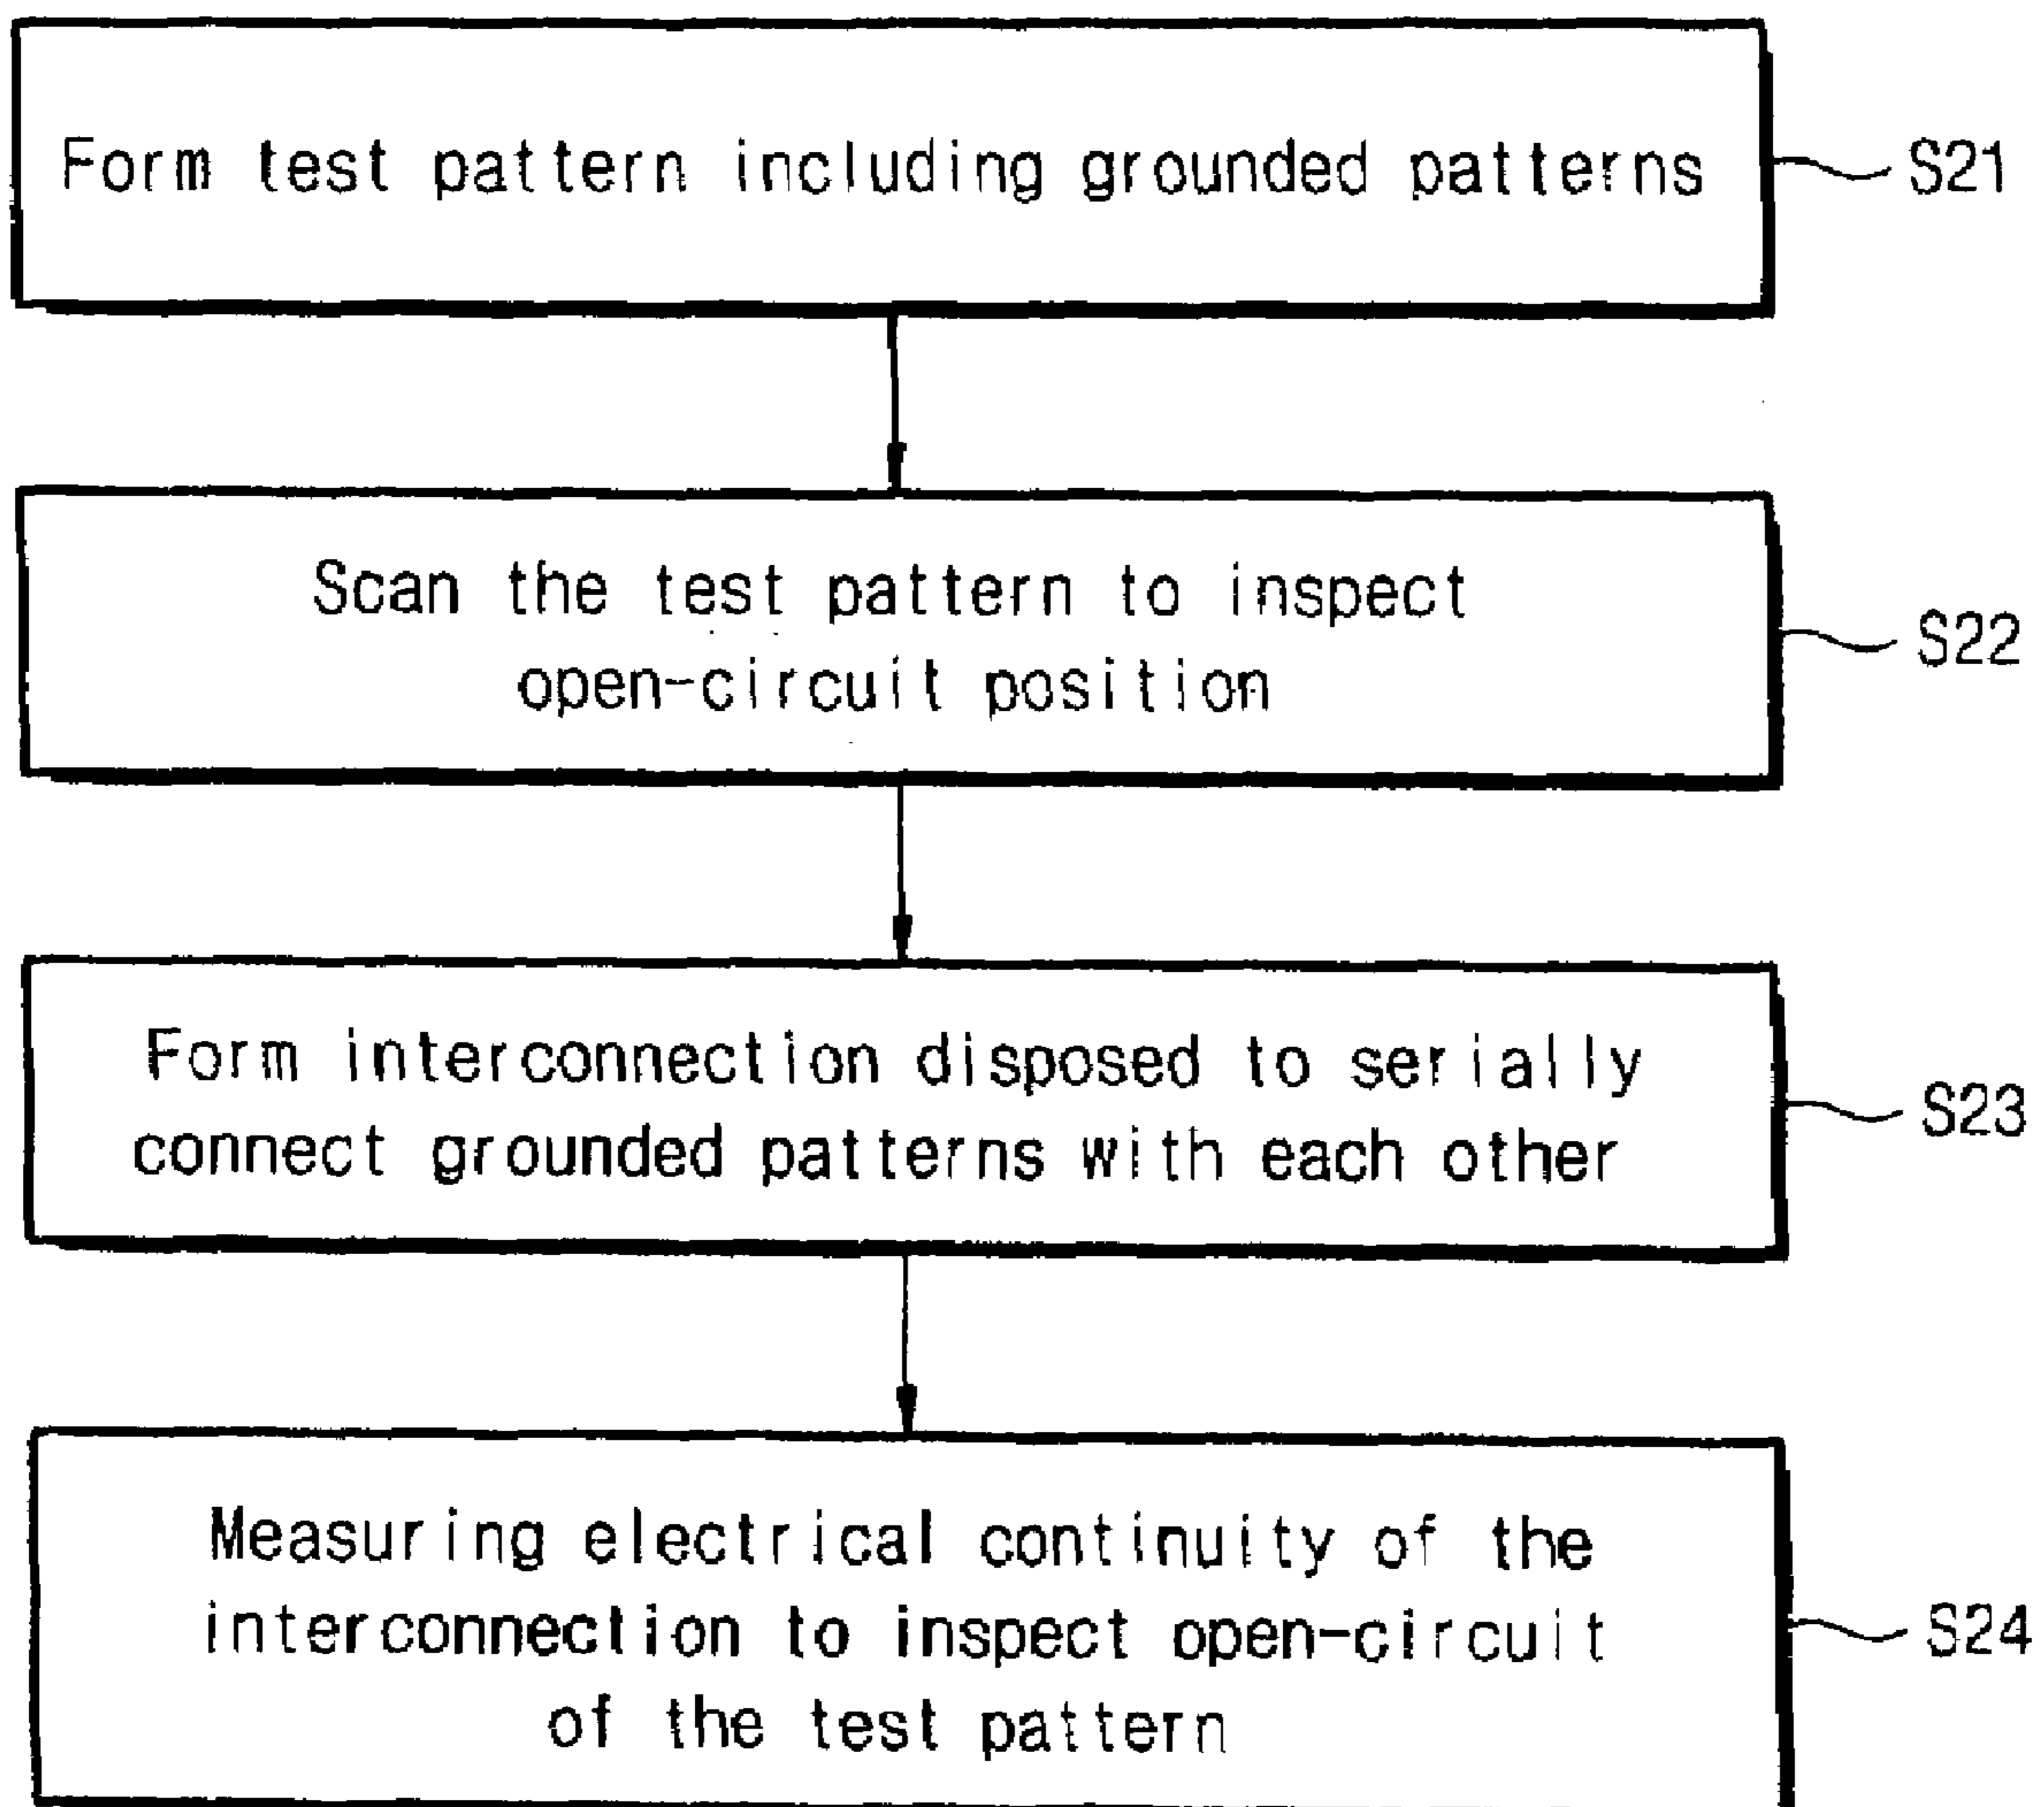 Form test pattern including grounded patterns
S21
Scan the test pattern to inspect
open-circuit position
S22
Form interconnection disposed to serially
connect grounded patterns with each other
S23
Measuring electrical continuity of the
interconnection to inspect open-circuit
of the test pattern
S24